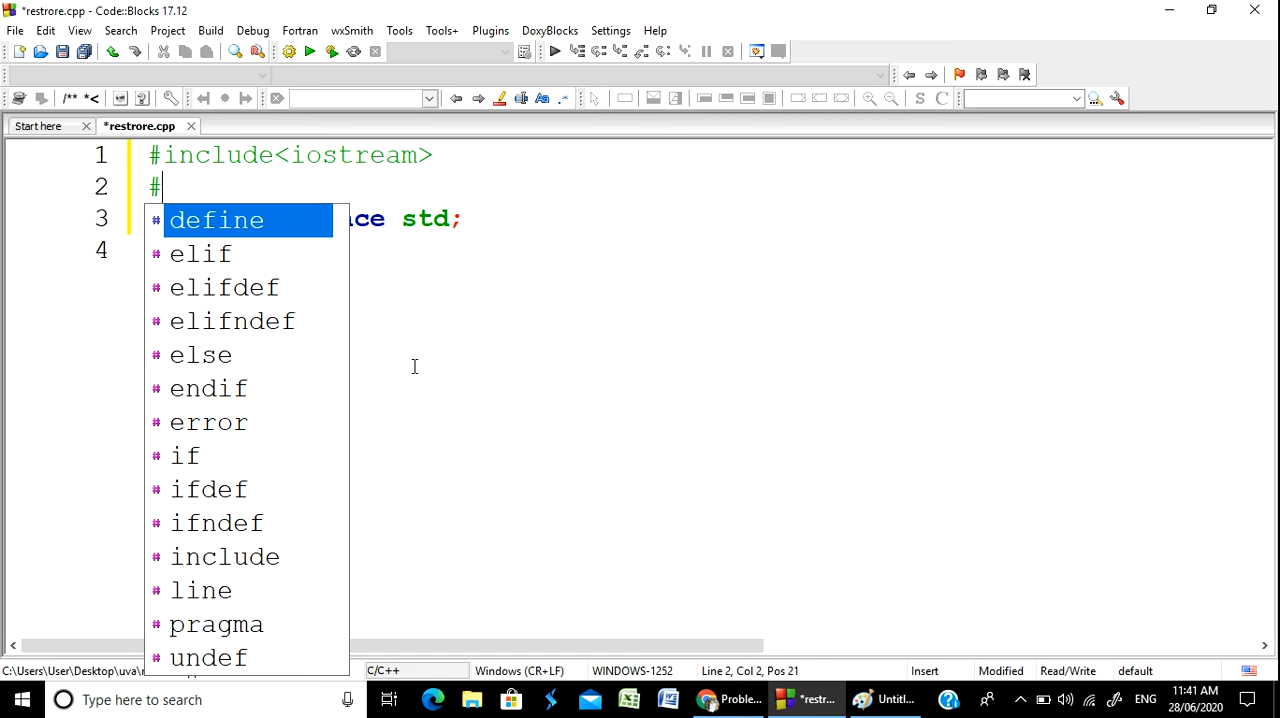 *restrore.cpp - Code::Blocks 17.12
File Edit View Search Project Build Debug Fortran wxSmith Tools Tools+ Plugins DoxyBlocks Settings Help
/** *<
S C
Start here *restrore.cpp
1 #include<iostream>
2 #
3 ce std;
4
# define
# elif
# elifdef
# elifndef
# else
# endif
# error
# if
# ifdef
# ifndef
# include
# line
# pragma
# undef
C:\Users\User\Desktop\uva\r C/C++ Windows (CR+LF) WINDOWS-1252 Line 2, Col 2, Pos 21 Insert Modified Read/Write default
Type here to search Proble... *restr... Untitl... ENG 11:41 AM
28/06/2020